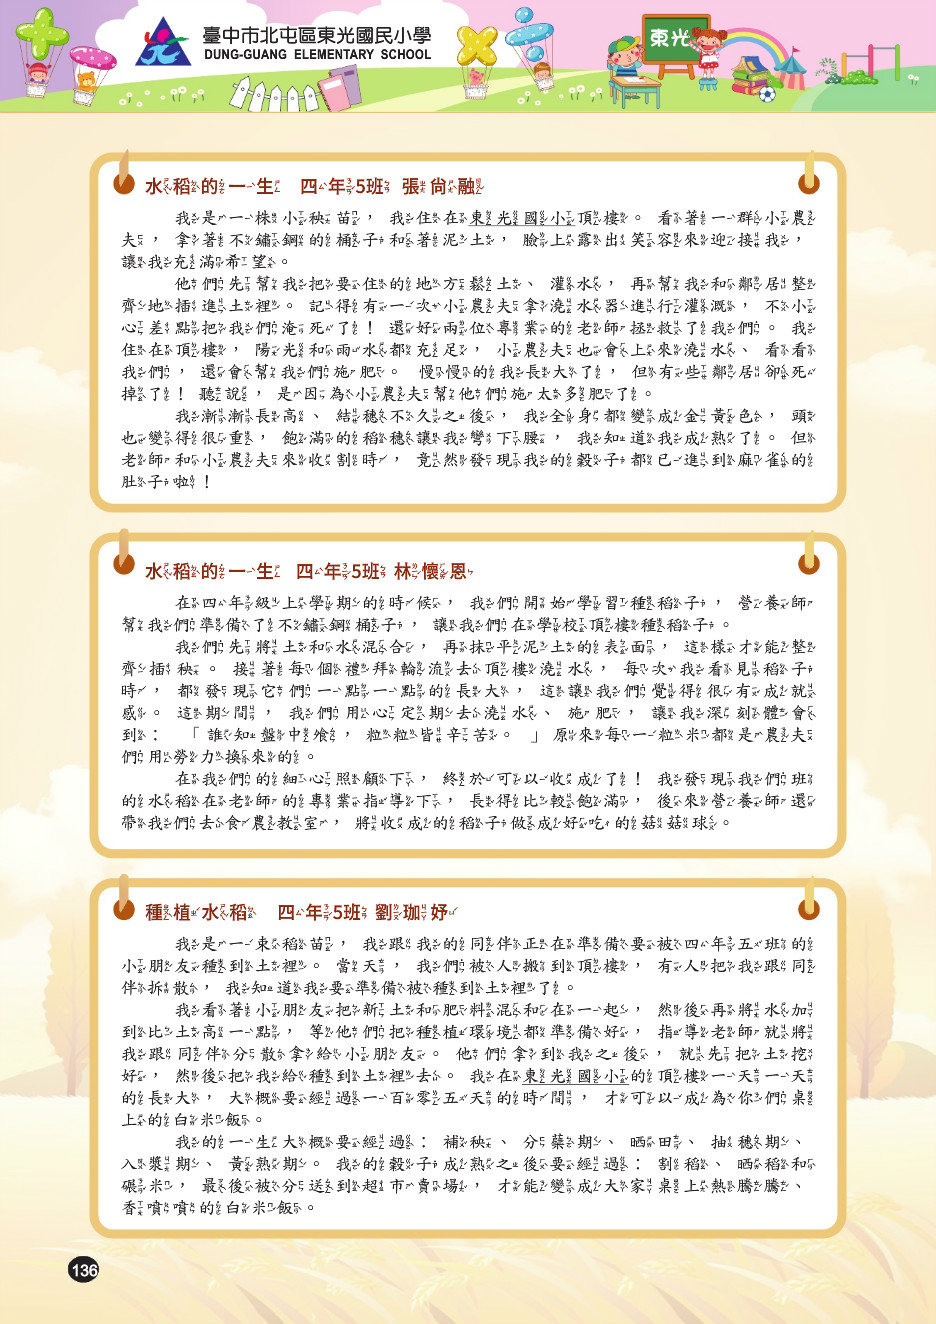 臺中市北屯區東光國民小學
DUNG-GUANG ELEMENTARY SCHOOL
東光
水稻的一生 四年5班 張尙融
我是一株小秧苗，我住在東光國小頂樓。看著一群小農
夫，拿著不鏽鋼的桶子和著泥土，臉上露出笑容來迎接我，
讓我充滿希望。
他們先幫我把要住的地方鬆土、灌水，再幫我和鄰居整
齊地插進土裡。記得有一次小農夫拿澆水器進行灌溉，不小
心差點把我們淹死了！還好兩位專業的老師拯救了我們。我
住在頂樓，陽光和雨水都充足，小農夫也會上來澆水、看看
我們，還會幫我們施肥。慢慢的我長大了，但有一些鄰居卻死
掉了！聽說，是因為小農夫幫他們施太多肥了。
我漸漸長高、結穗不久之後，我全身都變成金黃色，頭
也變得很重，飽滿的稻穗讓我彎下下腰，我知道我成熟了。但
老師和小農夫來收割時，竟然發現我的穀子都已進到麻雀的
肚子啦！
水稻的一生 四年5班 林懷恩
在四年級上學期的時候，我們開始學習種稻子，營養師
幫我們準備了不鏽鋼桶子，讓我們在學校頂樓種稻子。
我們先將土和水混合，再抹平泥土的表面，這樣才能整
齊插秧。接著每個禮拜輪流去頂樓澆水，每次我看見稻子
時，都發現它們一點一點的長大，這讓我們覺得很有成就
感。這期間，我們用心定期去澆水、施肥，讓我深刻體會
到：「誰知盤中飧，粒粒皆辛苦。」原來每一粒米都是農夫
們用勞力換來的。
在我們的細心照顧下，終於可以收成了！我發現我們班
的水稻在老師的專業指導下，長得比較飽滿，後來營養師還
帶我們去食農教室，將收成的稻子做成好吃的菇菇球。
種植水稻 四年5班 劉珈妤
我是一束稻苗，我跟我的同伴正在準備要被四年五班的
小朋友種到土裡。當天，我們被人搬到頂樓，有人把我跟同
伴拆散，我知道我要準備被種到土裡了。
我看著小朋友把新土和肥料混和在一起，然後再將水加
到比土高一點，等他們把種植環境都準備好，指導老師就將
我跟同伴分散拿給小朋友。他們拿到我之後，就先把土挖
好，然後把我給種到土裡去。我在東光國小的頂樓一天一天
的長大，大概要經過一百零五天的時間，才可以成為你們桌
上的白米飯。
我的一生大概要經過：補秧、分蘗期、晒田、抽穗期、
入漿期、黃熟期。我的穀子成熟之後要經過：割稻、晒稻和
碾米，最後被分送到超市賣場，才能變成大家桌上熱騰騰、
香噴噴的白米飯。
136